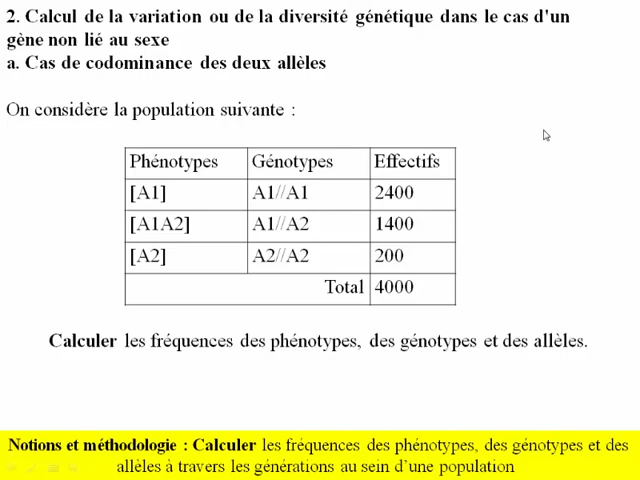 2. Calcul de la variation ou de la diversité génétique dans le cas d'un
gène non lié au sexe
a. Cas de codominance des deux allèles
On considère la population suivante :
Phénotypes Génotypes Effectifs
[A1] A1//A1 2400
[A1A2] A1//A2 1400
[A2] A2//A2 200
Total 4000
Calculer les fréquences des phénotypes, des génotypes et des allèles.
Notions et méthodologie : Calculer les fréquences des phénotypes, des génotypes et des
allèles à travers les générations au sein d'une population